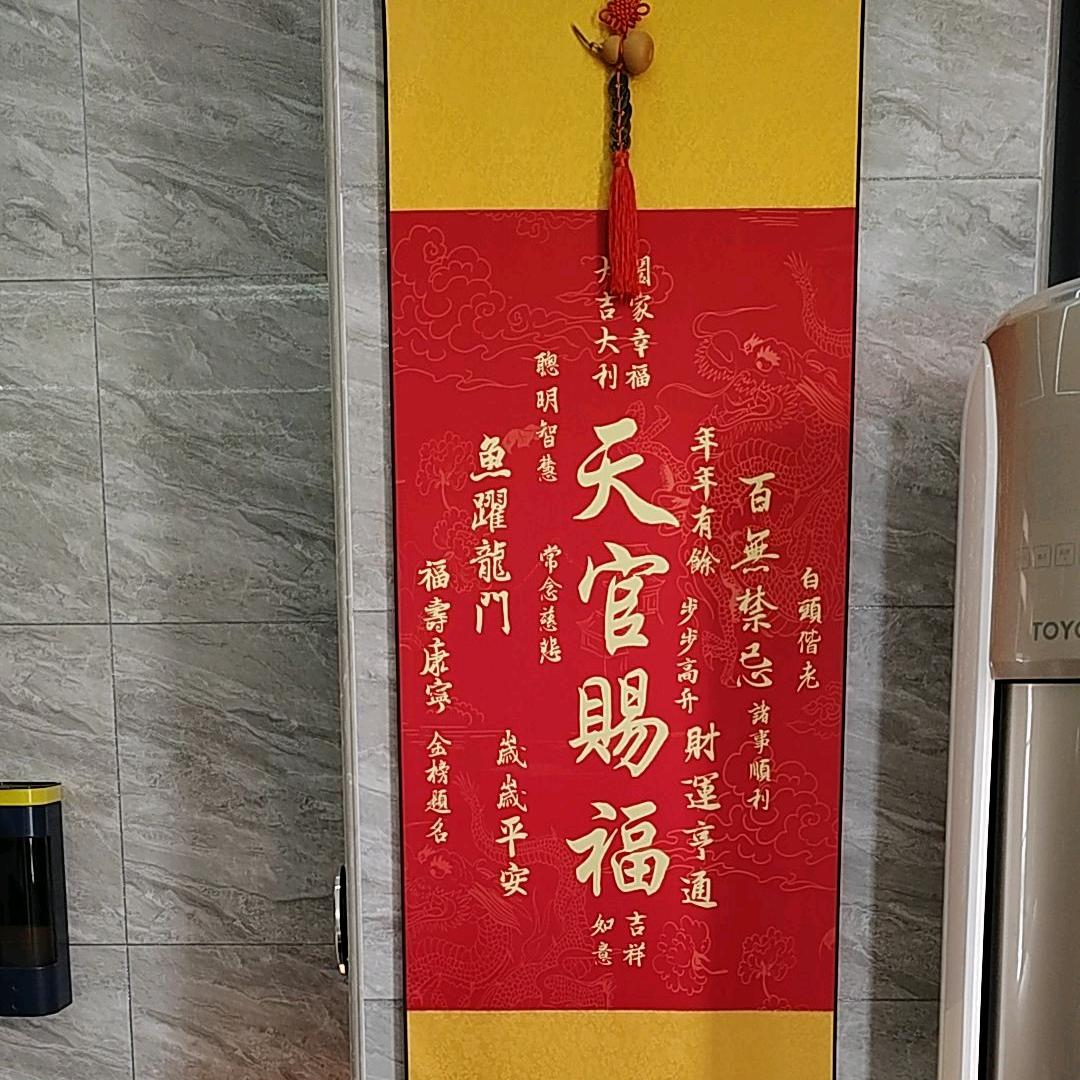 闔家幸福
大吉大利
白頭偕老
百無禁忌
諸事順利
年年有餘
步步高升
財運亨通
天官賜福
吉祥
如意
聰明智慧
常念慈悲
魚躍龍門
歲歲平安
福壽康寧
金榜題名
TOYO